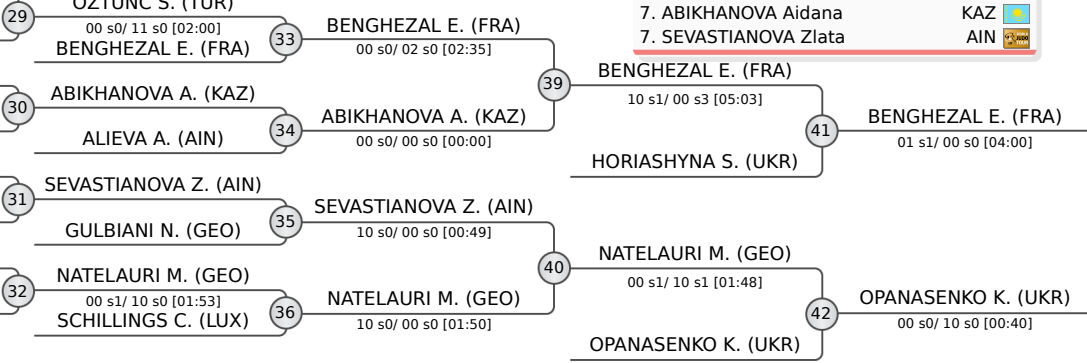 29
OZTUNC S. (TUR)
00 s0/ 11 s0 [02:00]
BENGHEZAL E. (FRA)
33
BENGHEZAL E. (FRA)
00 s0/ 02 s0 [02:35]
30
ABIKHANOVA A. (KAZ)
ALIEVA A. (AIN)
34
ABIKHANOVA A. (KAZ)
00 s0/ 00 s0 [00:00]
31
SEVASTIANOVA Z. (AIN)
GULBIANI N. (GEO)
35
SEVASTIANOVA Z. (AIN)
10 s0/ 00 s0 [00:49]
32
NATELAURI M. (GEO)
00 s1/ 10 s0 [01:53]
SCHILLINGS C. (LUX)
36
NATELAURI M. (GEO)
10 s0/ 00 s0 [01:50]
39
BENGHEZAL E. (FRA)
10 s1/ 00 s3 [05:03]
HORIASHYNA S. (UKR)
40
NATELAURI M. (GEO)
00 s1/ 10 s1 [01:48]
OPANASENKO K. (UKR)
41
BENGHEZAL E. (FRA)
01 s1/ 00 s0 [04:00]
42
OPANASENKO K. (UKR)
00 s0/ 10 s0 [00:40]
7. ABIKHANOVA Aidana KAZ
7. SEVASTIANOVA Zlata AIN